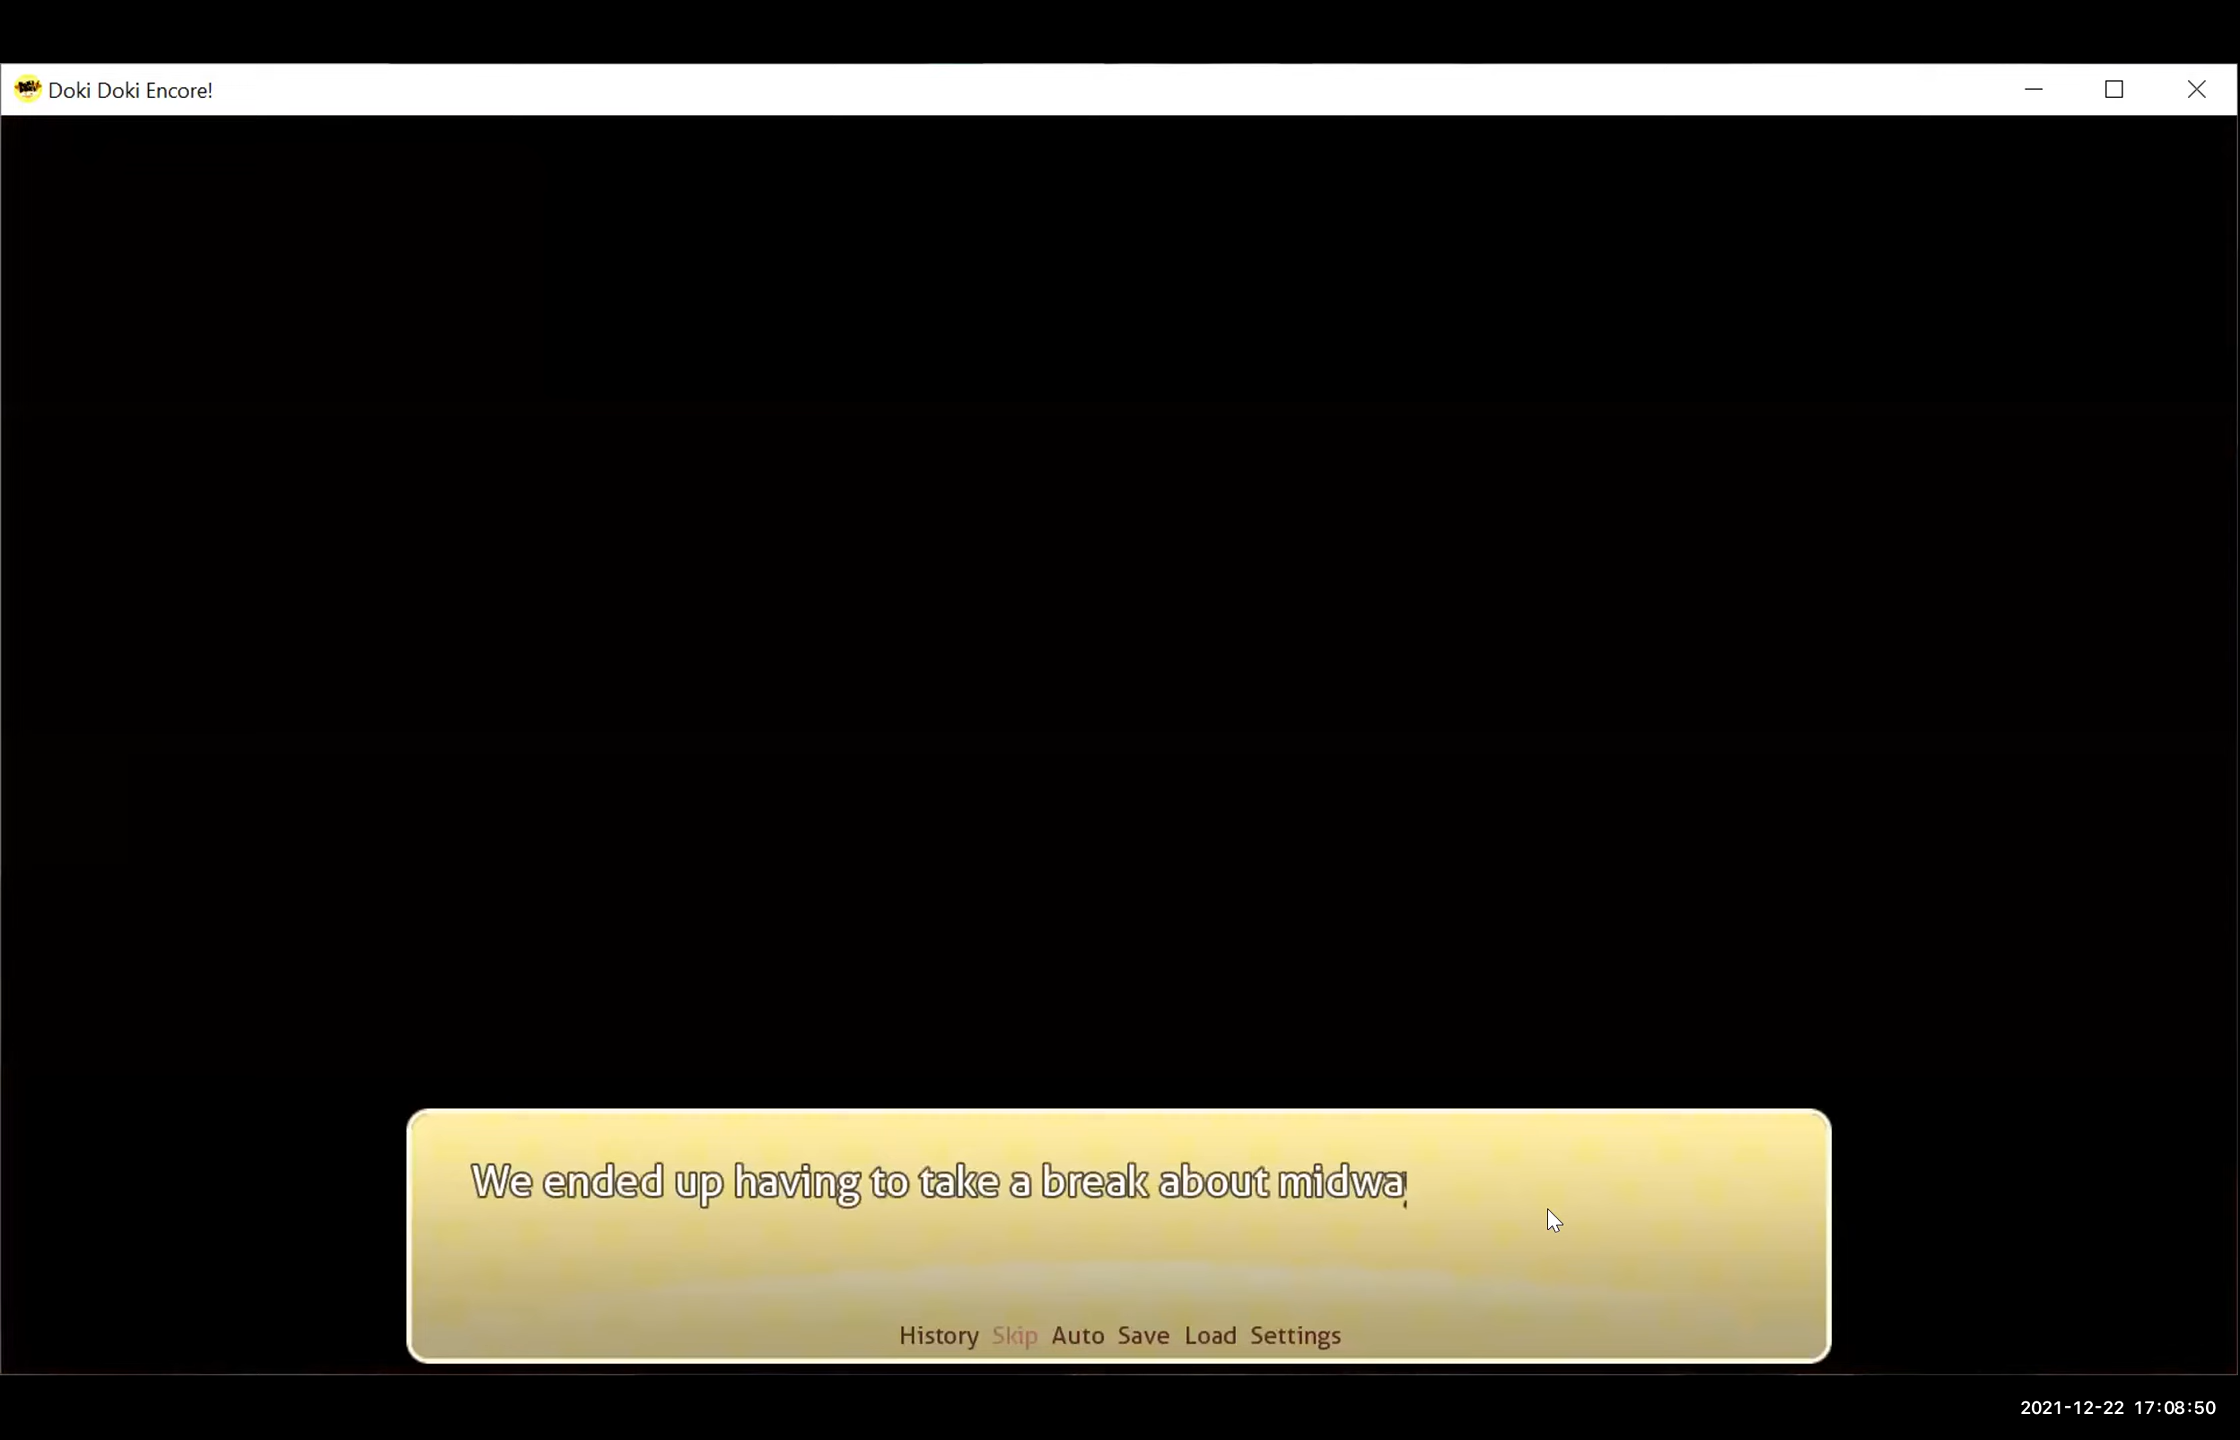 Doki Doki Encore!
We ended up having to take a break about midway
History Skip Auto Save Load Settings
2021-12-22 17:08:50